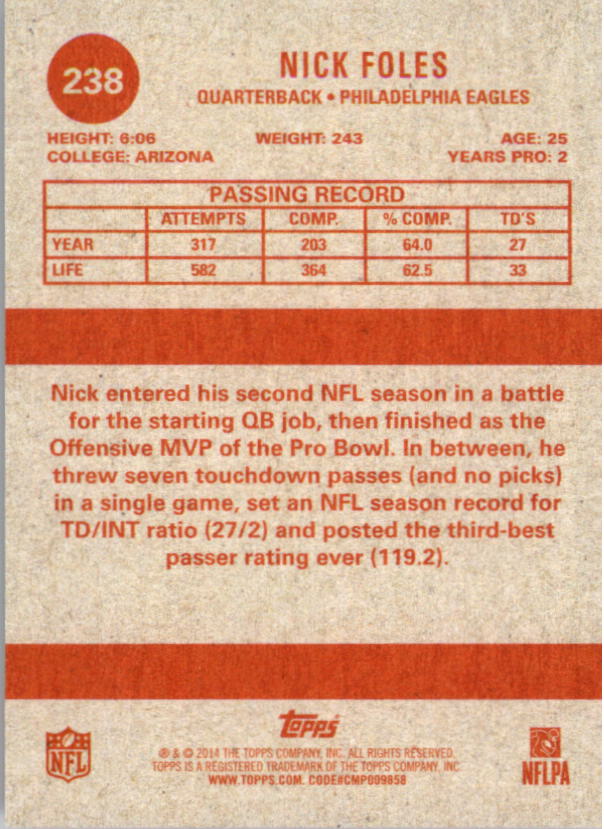 238
NICK FOLES
QUARTERBACK • PHILADELPHIA EAGLES
HEIGHT: 6:06 WEIGHT: 243 AGE: 25
COLLEGE: ARIZONA YEARS PRO: 2
PASSING RECORD
ATTEMPTS COMP. % COMP. TD'S
YEAR 317 203 64.0 27
LIFE 582 364 62.5 33
Nick entered his second NFL season in a battle
for the starting QB job, then finished as the
Offensive MVP of the Pro Bowl. In between, he
threw seven touchdown passes (and no picks)
in a single game, set an NFL season record for
TD/INT ratio (27/2) and posted the third-best
passer rating ever (119.2).
topps
® & © 2014 THE TOPPS COMPANY, INC. ALL RIGHTS RESERVED.
TOPPS IS A REGISTERED TRADEMARK OF THE TOPPS COMPANY, INC
WWW.TOPPS.COM. CODE#CMP009858
NFL
NFLPA